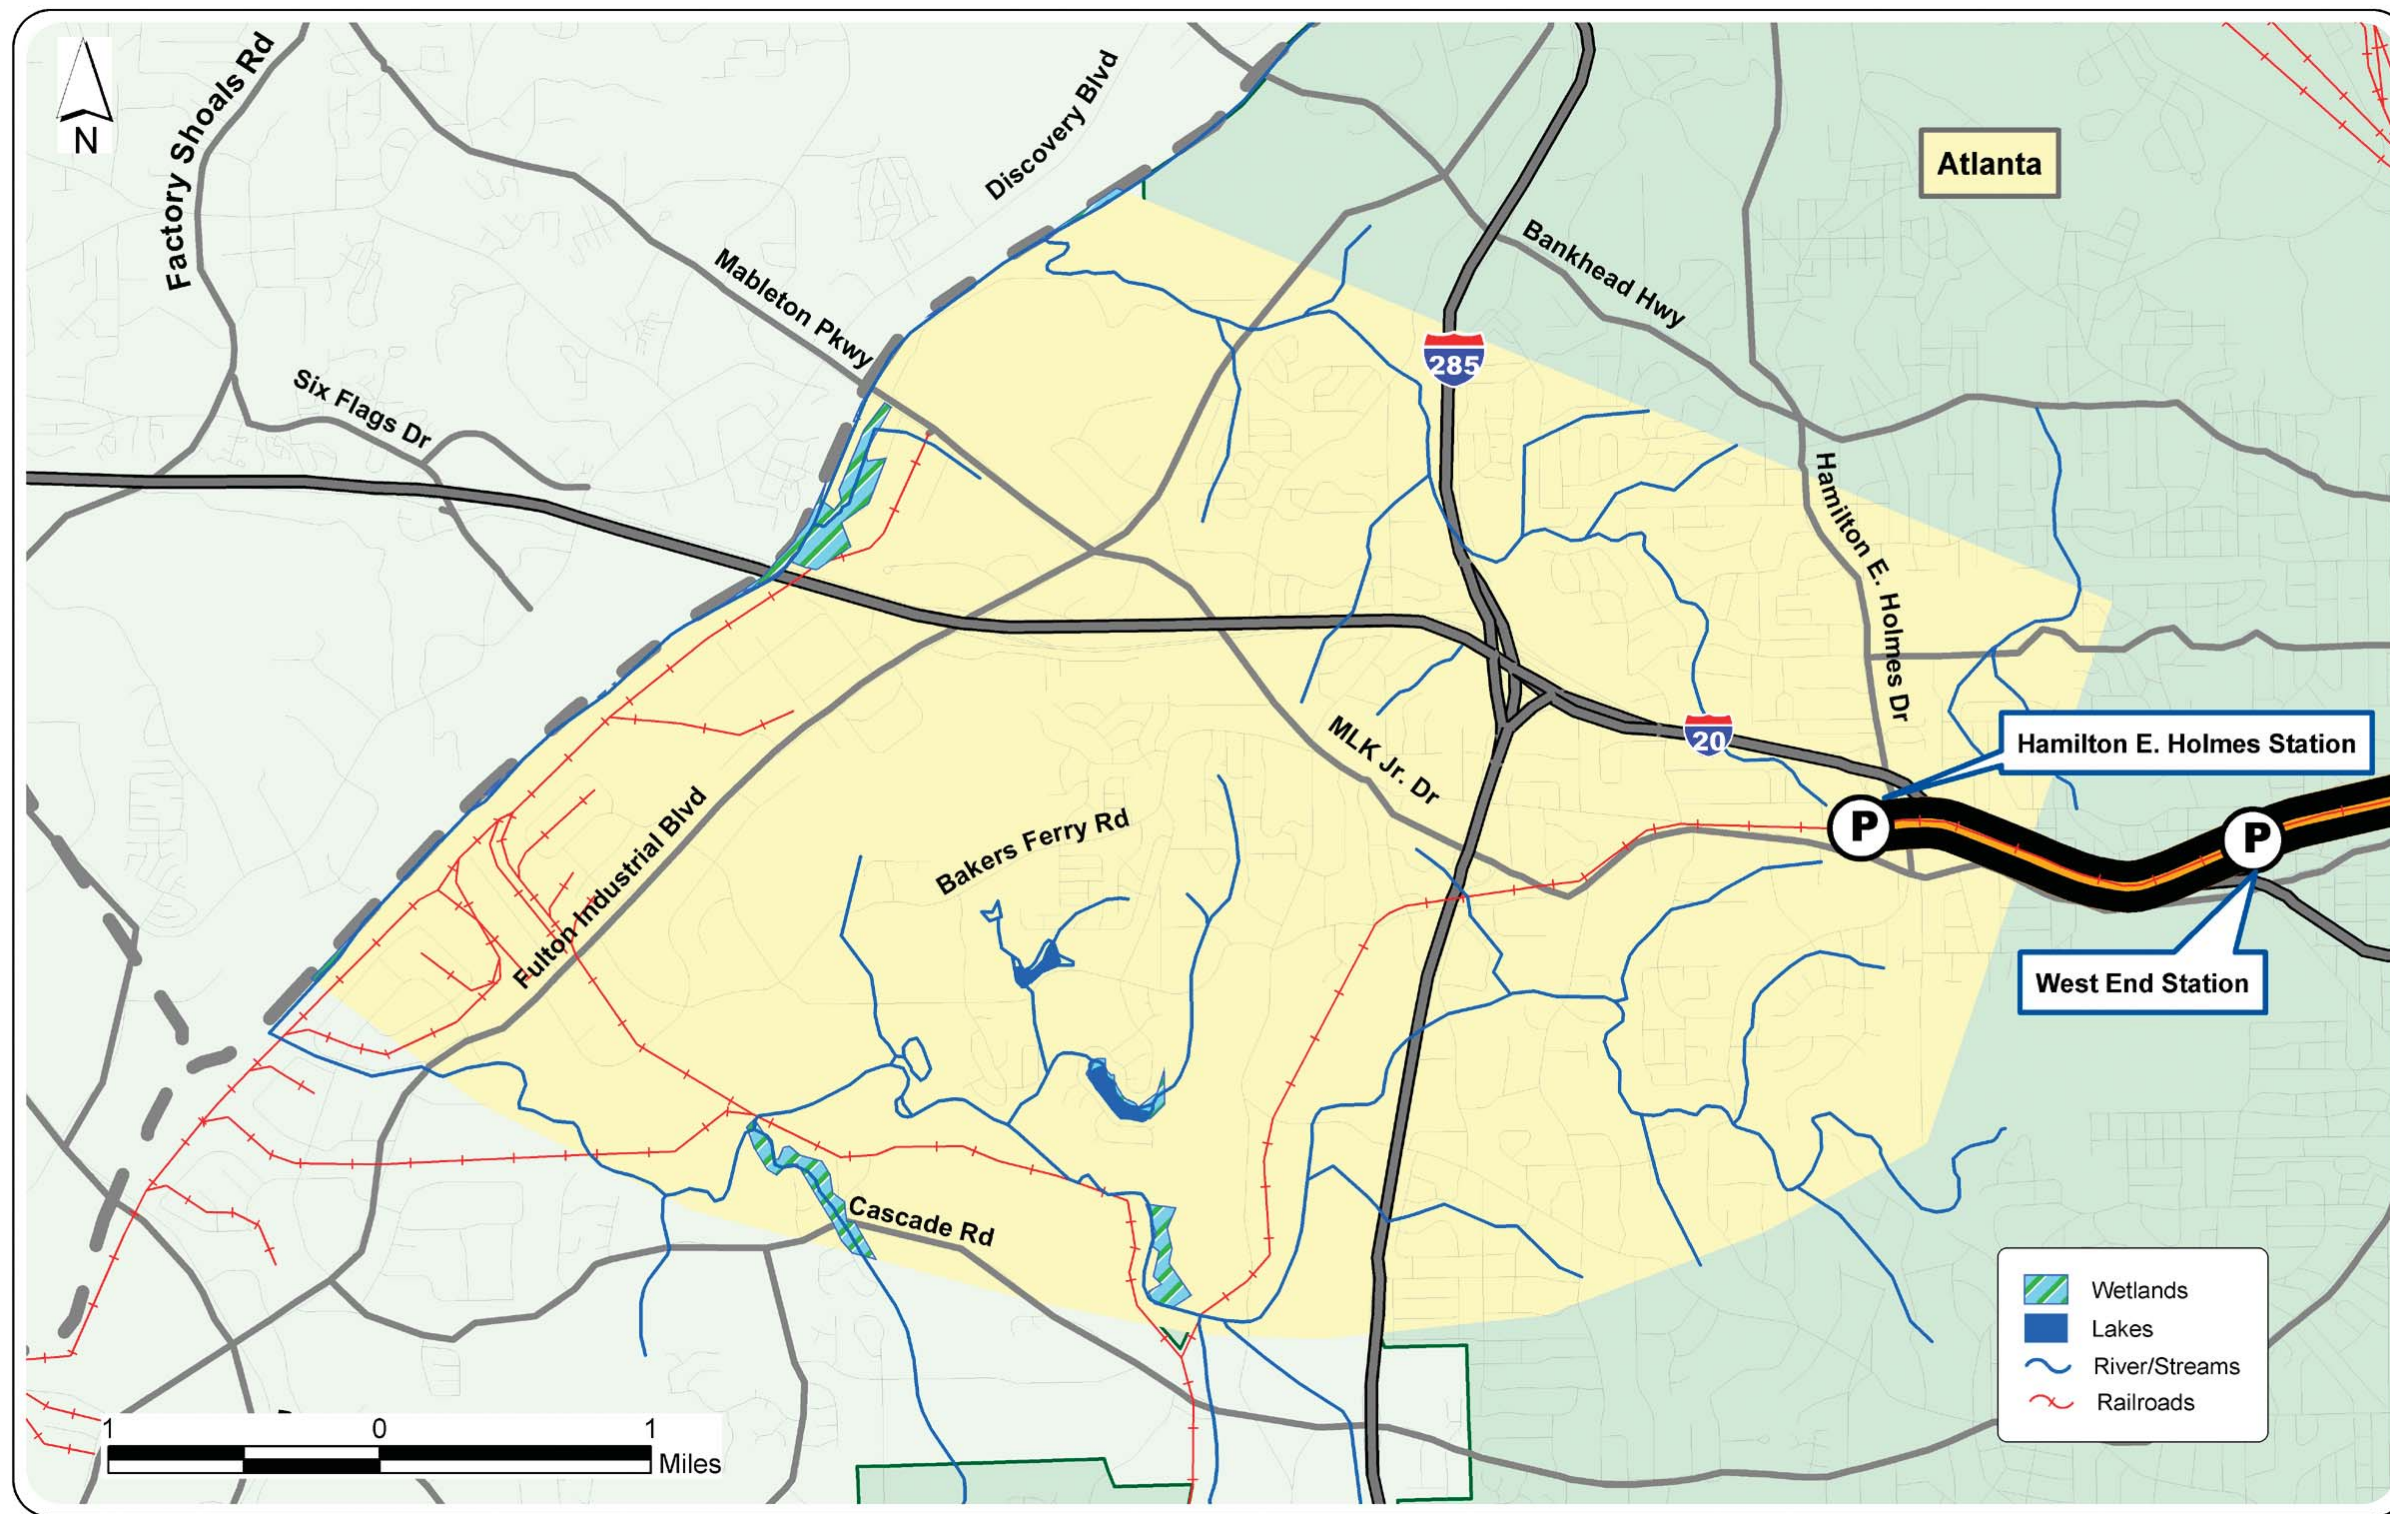 N
Factory Shoals Rd
Discovery Blvd
Atlanta
Mableton Pkwy
Bankhead Hwy
285
Six Flags Dr
Hamilton E. Holmes Dr
MLK Jr. Dr
20
Hamilton E. Holmes Station
Fulton Industrial Blvd
Bakers Ferry Rd
P
P
West End Station
Cascade Rd
Wetlands
Lakes
River/Streams
Railroads
1 0 1
Miles